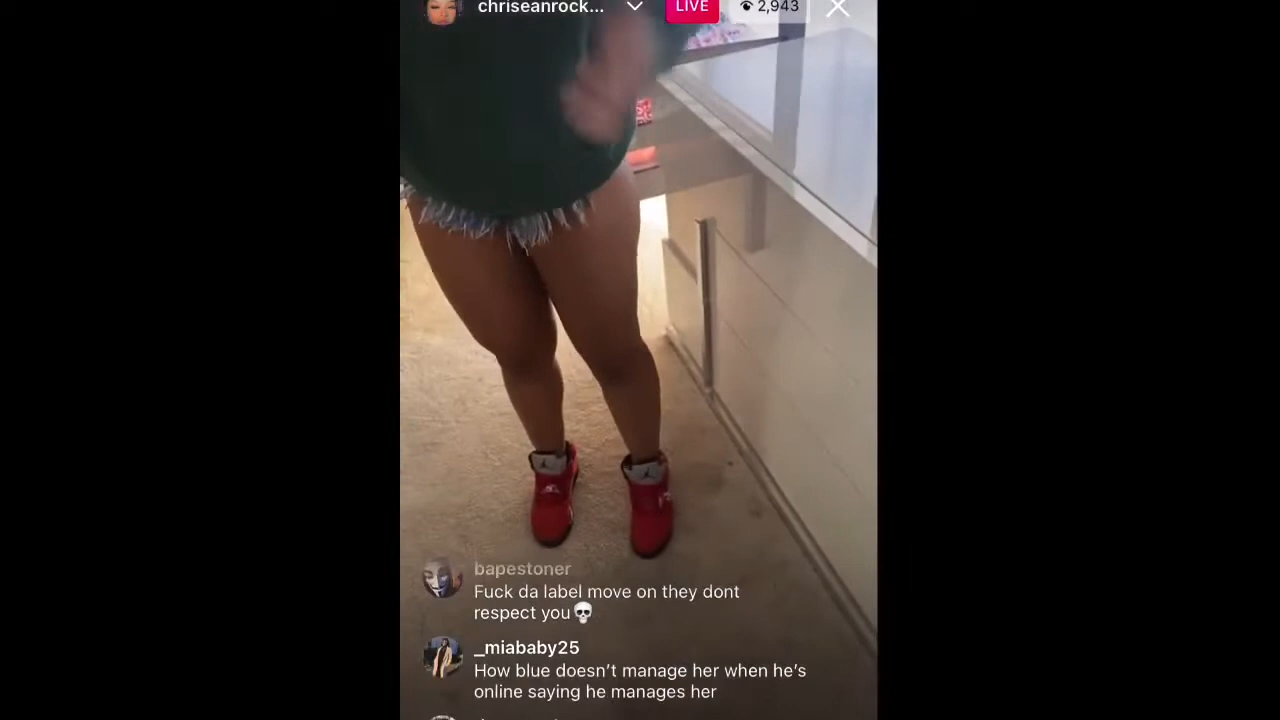 chriseanrock...
LIVE
2,943
bapestoner
Fuck da label move on they dont
respect you💀
_miababy25
How blue doesn’t manage her when he’s
online saying he manages her